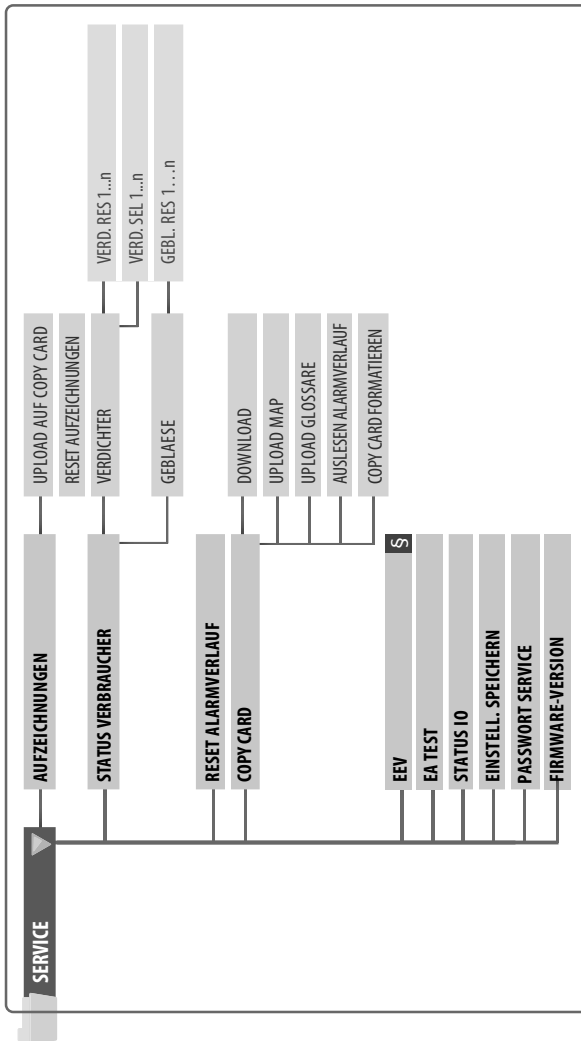 SERVICE
AUFZEICHNUNGEN
UPLOAD AUF COPY CARD
RESET AUFZEICHNUNGEN
STATUS VERBRAUCHER
VERDICHTER
VERD. RES 1...n
VERD. SEL 1...n
GEBLAESE
GEBL. RES 1...n
RESET ALARMVERLAUF
COPY CARD
DOWNLOAD
UPLOAD MAP
UPLOAD GLOSSARE
AUSLESEN ALARMVERLAUF
COPY CARD FORMATIEREN
EEV §
EA TEST
STATUS IO
EINSTELL. SPEICHERN
PASSWORT SERVICE
FIRMWARE-VERSION